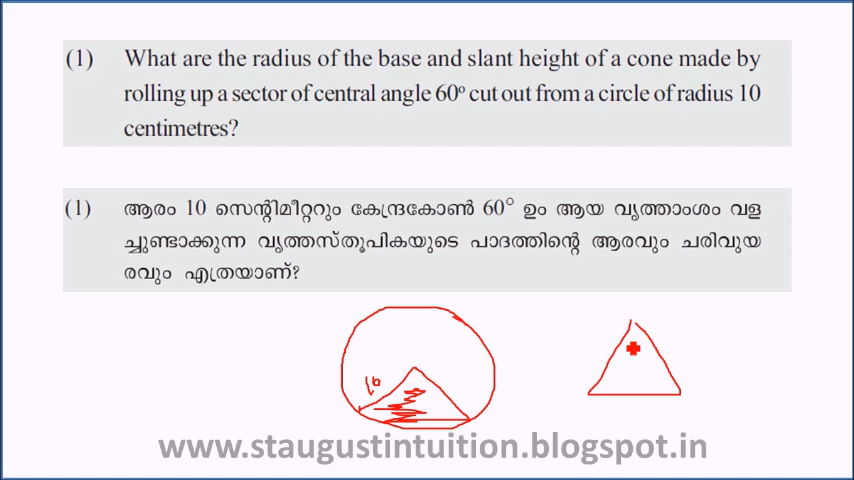 (1) What are the radius of the base and slant height of a cone made by
rolling up a sector of central angle 60° cut out from a circle of radius 10
centimetres?
(1) ആരം 10 സെന്റിമീറ്ററും കേന്ദ്രകോൺ 60° ഉം ആയ വൃത്താംശം വള
ച്ചുണ്ടാക്കുന്ന വൃത്തസ്തൂപികയുടെ പാദത്തിന്റെ ആരവും ചരിവുയ
രവും എത്രയാണ്?
10
www.staugustintuition.blogspot.in